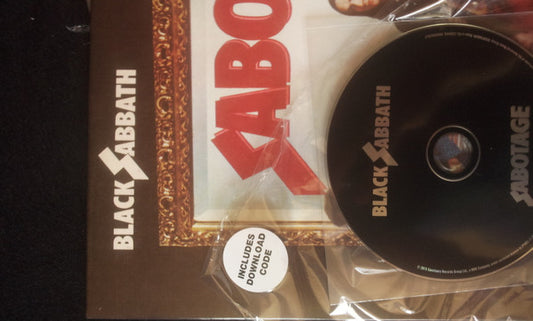 BLACK SABBATH
SABO
INCLUDES
DOWNLOAD
CODE
BLACK SABBATH
SABOTAGE